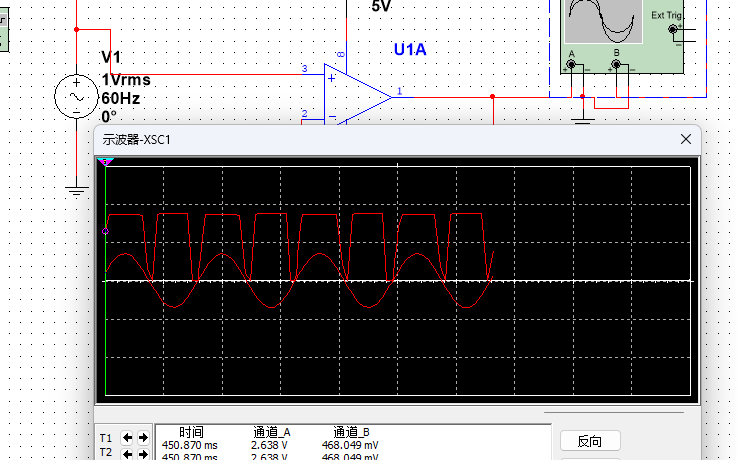 5V
Ext Trig
U1A
V1
A
B
8
3
1Vrms
1
60Hz
2
0°
示波器-XSC1
时间 通道_A 通道_B
T1 450.870 ms 2.638 V 468.049 mV
T2 450.870 ms 2.638 V 468.049 mV
反向